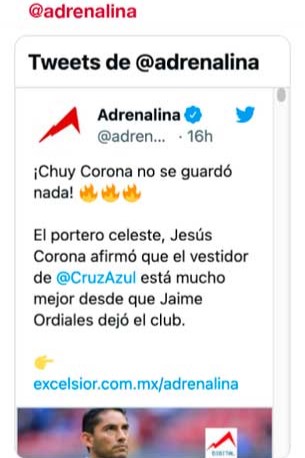 @adrenalina
Tweets de @adrenalina
Adrenalina
@adren... · 16h
¡Chuy Corona no se guardó
nada! 🔥🔥🔥
El portero celeste, Jesús
Corona afirmó que el vestidor
de @CruzAzul está mucho
mejor desde que Jaime
Ordiales dejó el club.
👉
excelsior.com.mx/adrenalina
DIGITAL